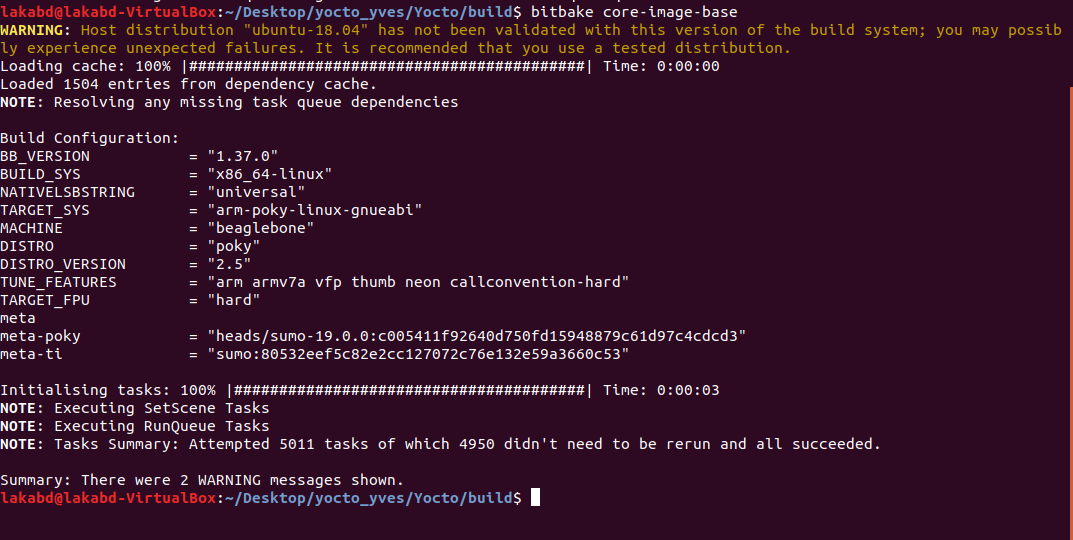 lakabd@lakabd-VirtualBox:~/Desktop/yocto_yves/Yocto/build$ bitbake core-image-base
WARNING: Host distribution "ubuntu-18.04" has not been validated with this version of the build system; you may possib
ly experience unexpected failures. It is recommended that you use a tested distribution.
Loading cache: 100% |############################################| Time: 0:00:00
Loaded 1504 entries from dependency cache.
NOTE: Resolving any missing task queue dependencies

Build Configuration:
BB_VERSION           = "1.37.0"
BUILD_SYS            = "x86_64-linux"
NATIVELSBSTRING      = "universal"
TARGET_SYS           = "arm-poky-linux-gnueabi"
MACHINE              = "beaglebone"
DISTRO               = "poky"
DISTRO_VERSION       = "2.5"
TUNE_FEATURES        = "arm armv7a vfp thumb neon callconvention-hard"
TARGET_FPU           = "hard"
meta
meta-poky            = "heads/sumo-19.0.0:c005411f92640d750fd15948879c61d97c4cdcd3"
meta-ti              = "sumo:80532eef5c82e2cc127072c76e132e59a3660c53"

Initialising tasks: 100% |#######################################| Time: 0:00:03
NOTE: Executing SetScene Tasks
NOTE: Executing RunQueue Tasks
NOTE: Tasks Summary: Attempted 5011 tasks of which 4950 didn't need to be rerun and all succeeded.

Summary: There were 2 WARNING messages shown.
lakabd@lakabd-VirtualBox:~/Desktop/yocto_yves/Yocto/build$